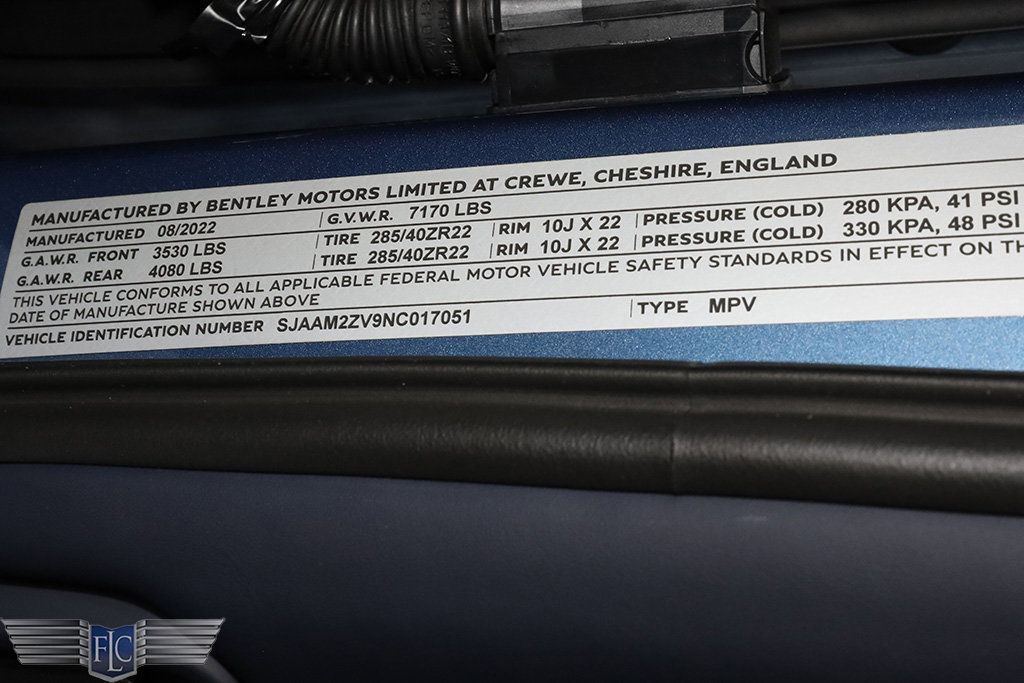 MANUFACTURED BY BENTLEY MOTORS LIMITED AT CREWE, CHESHIRE, ENGLAND
MANUFACTURED 08/2022 G.V.W.R. 7170 LBS
G.A.W.R. FRONT 3530 LBS TIRE 285/40ZR22 RIM 10J X 22 PRESSURE (COLD) 280 KPA, 41 PSI
G.A.W.R. REAR 4080 LBS TIRE 285/40ZR22 RIM 10J X 22 PRESSURE (COLD) 330 KPA, 48 PSI
THIS VEHICLE CONFORMS TO ALL APPLICABLE FEDERAL MOTOR VEHICLE SAFETY STANDARDS IN EFFECT ON TH
DATE OF MANUFACTURE SHOWN ABOVE
VEHICLE IDENTIFICATION NUMBER SJAAM2ZV9NC017051 TYPE MPV
FLC